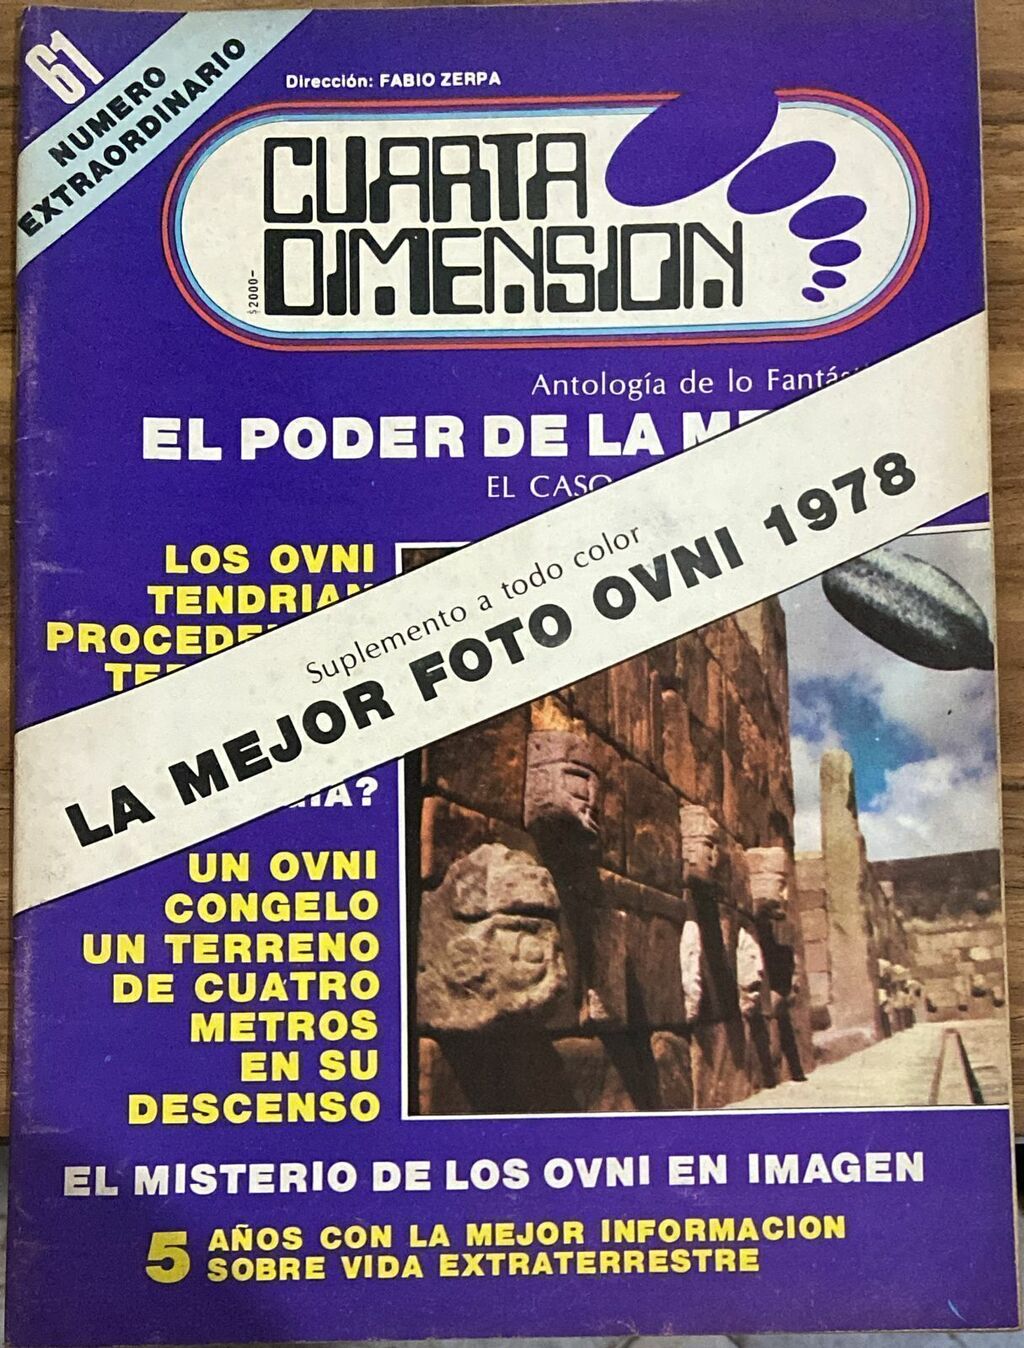 61
NUMERO
EXTRAORDINARIO
Dirección: FABIO ZERPA
CUARTA
DIMENSION
$2000-
Antología de lo
EL PODER DE LA
EL CASO
Suplemento a todo color
LA MEJOR FOTO OVNI 1978
LOS OVNI
TENDRIAN
UN OVNI
CONGELO
UN TERRENO
DE CUATRO
METROS
EN SU
DESCENSO
EL MISTERIO DE LOS OVNI EN IMAGEN
5 AÑOS CON LA MEJOR INFORMACION
SOBRE VIDA EXTRATERRESTRE